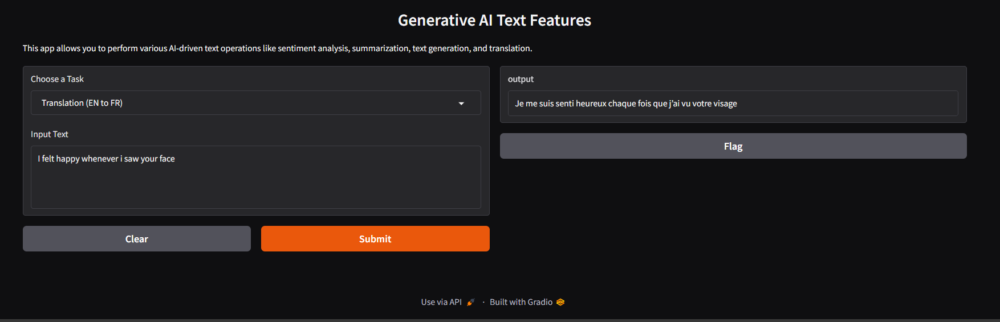 Generative AI Text Features
This app allows you to perform various AI-driven text operations like sentiment analysis, summarization, text generation, and translation.
Choose a Task
Translation (EN to FR)
Input Text
I felt happy whenever i saw your face
Clear
Submit
output
Je me suis senti heureux chaque fois que j’ai vu votre visage
Flag
Use via API · Built with Gradio